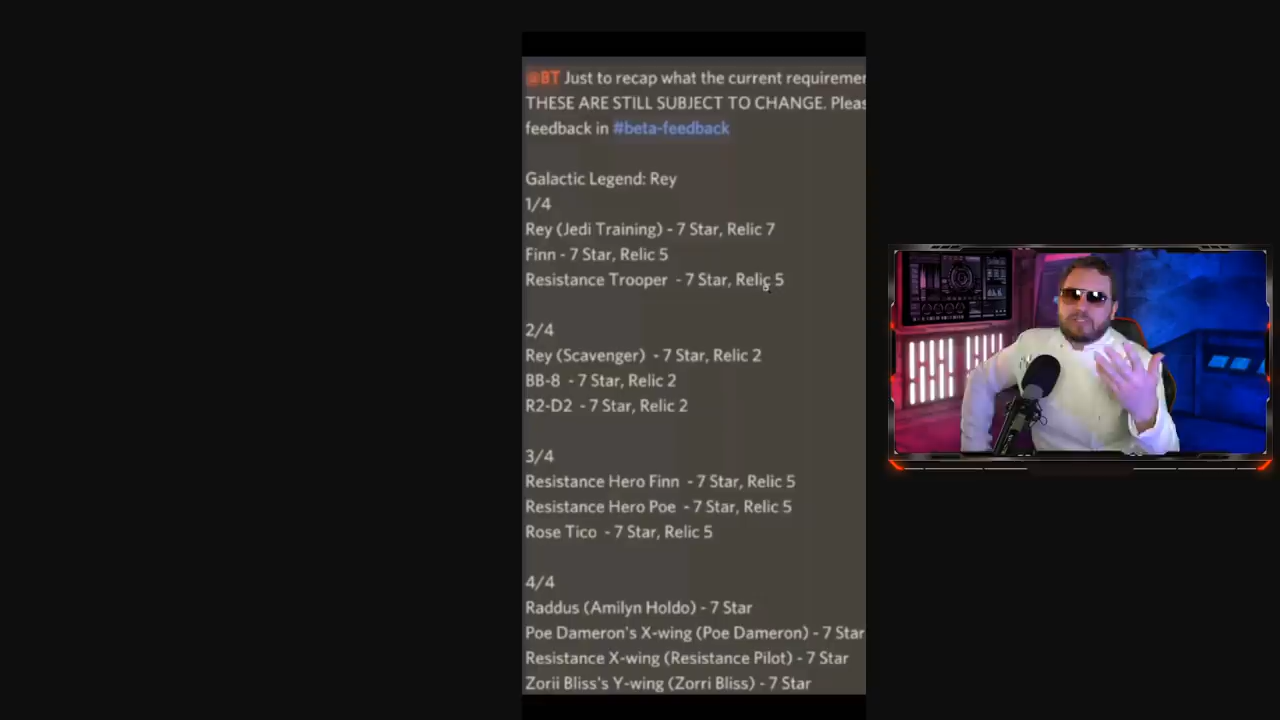 @BT Just to recap what the current
THESE ARE STILL SUBJECT TO CHANGE.
feedback in #beta-feedback
Galactic Legend: Rey
1/4
Rey (Jedi Training) - 7 Star, Relic 7
Finn - 7 Star, Relic 5
Resistance Trooper - 7 Star, Relic 5
2/4
Rey (Scavenger) - 7 Star, Relic 2
BB-8 - 7 Star, Relic 2
R2-D2 - 7 Star, Relic 2
3/4
Resistance Hero Finn - 7 Star, Relic 5
Resistance Hero Poe - 7 Star, Relic 5
Rose Tico - 7 Star, Relic 5
4/4
Raddus (Amilyn Holdo) - 7 Star
Poe Dameron's X-wing (Poe Dameron) - 7 Star
Resistance X-wing (Resistance Pilot) - 7 Star
Zorii Bliss's Y-wing (Zorri Bliss) - 7 Star